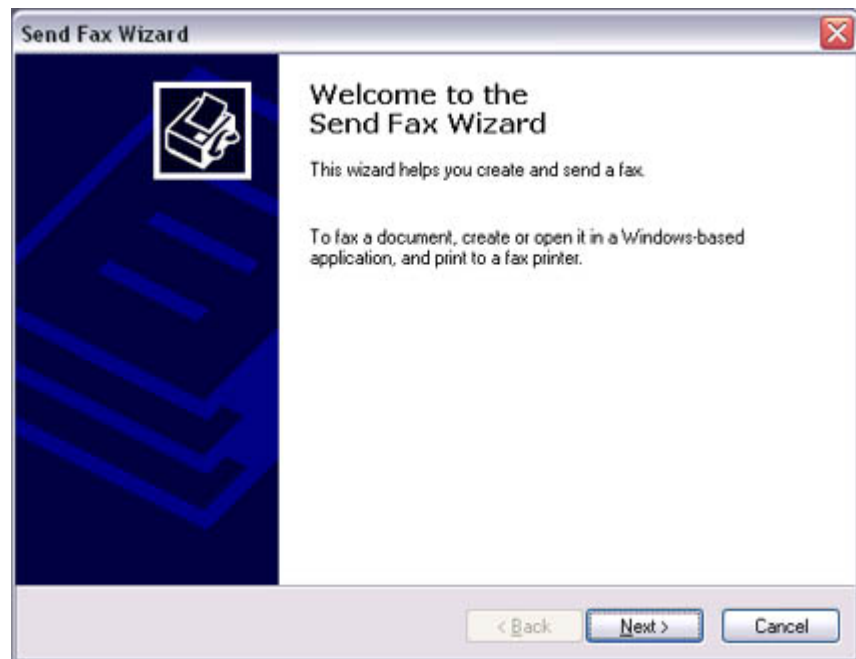 Send Fax Wizard
Welcome to the
Send Fax Wizard
This wizard helps you create and send a fax.
To fax a document, create or open it in a Windows-based
application, and print to a fax printer.
< Back Next > Cancel